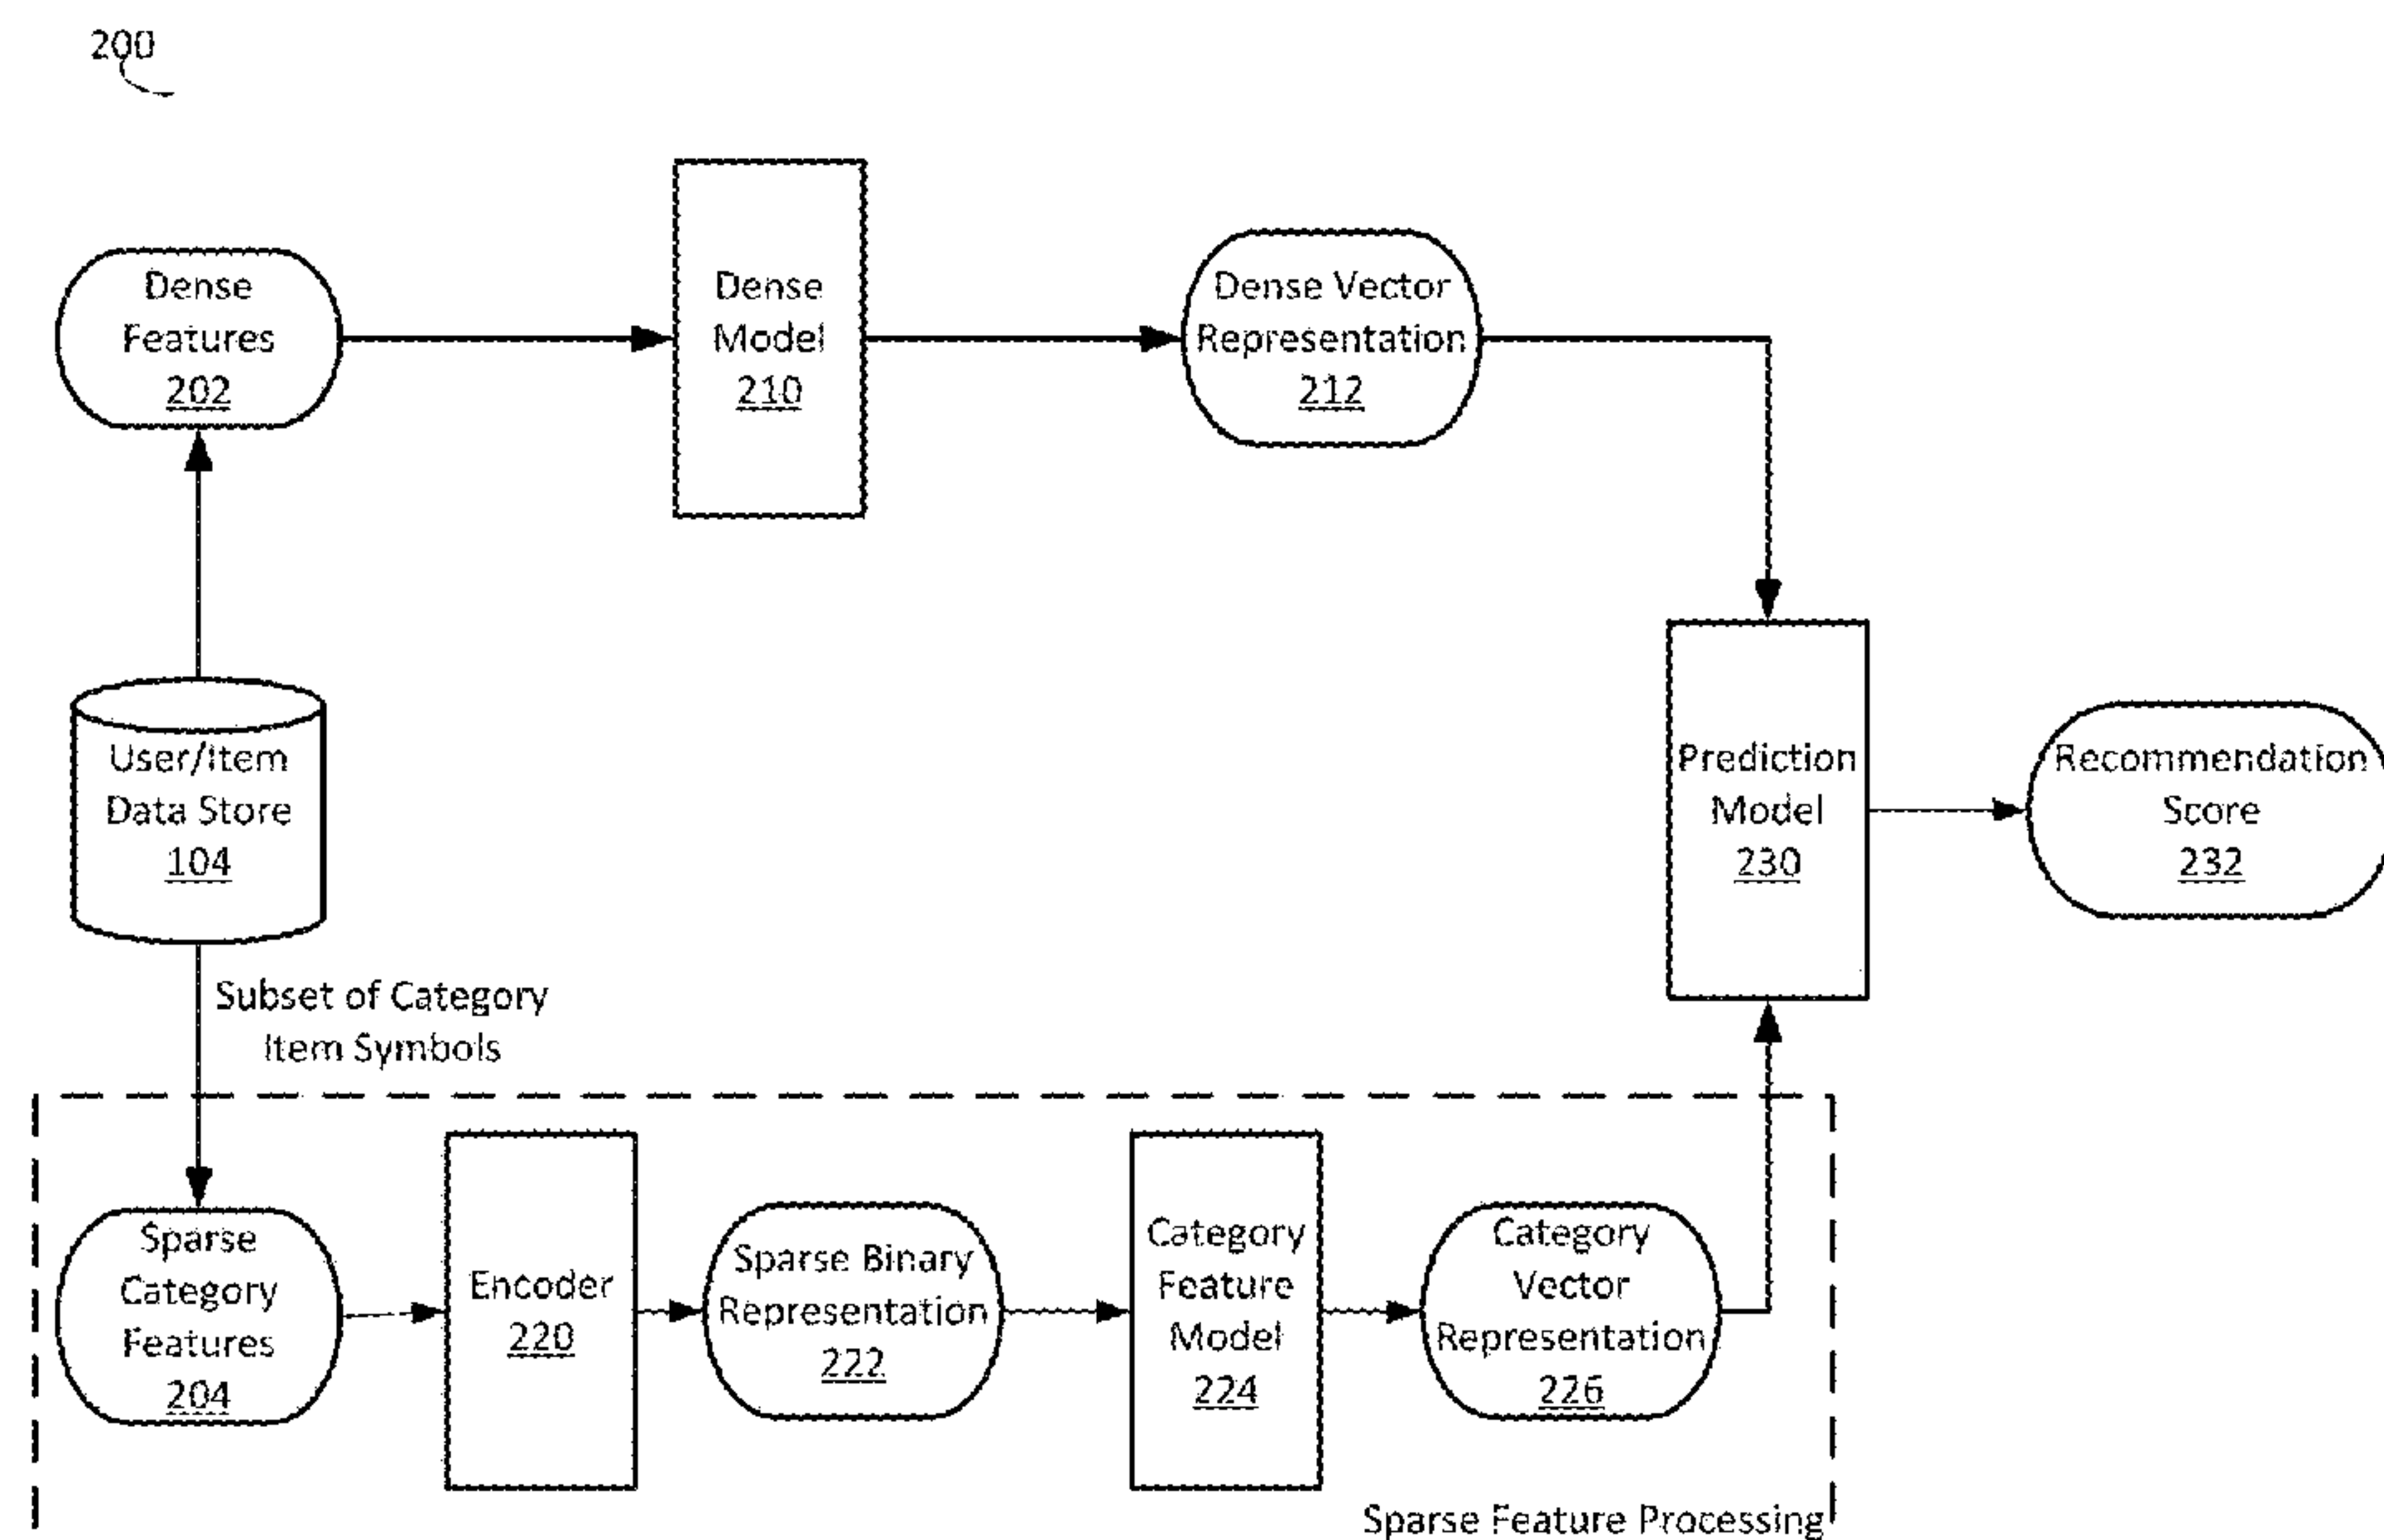 200
Dense
Features
202
Dense
Model
210
Dense Vector
Representation
212
User/Item
Data Store
104
Prediction
Model
230
Recommendation
Score
232
Subset of Category
Item Symbols
Sparse
Category
Features
204
Encoder
220
Sparse Binary
Representation
222
Category
Feature
Model
224
Category
Vector
Representation
226
Sparse Feature Processing